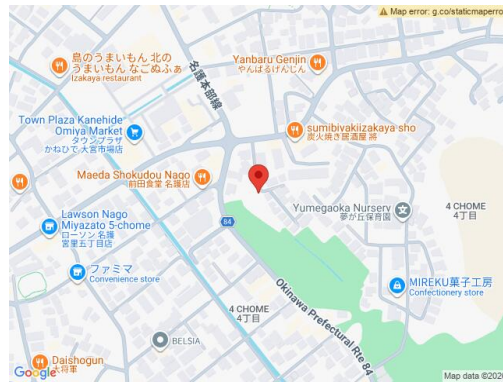 Map error: g.co/staticmaperro
島のうまいもん 北の
うまいもん なごぬふぁ
Izakaya restaurant
名護本部線
Yanbaru Genjin
やんばるげんじん
Town Plaza Kanehide
Omiya Market
タウンプラザ
かねひで 大宮市場店
sumibiyakiizakaya sho
炭火焼き居酒屋 將
Maeda Shokudou Nago
前田食堂 名護店
84
Yumegaoka Nursery
夢が丘保育園
4 CHOME
4丁目
Lawson Nago
Miyazato 5-chome
ローソン 名護
宮里五丁目店
ファミマ
Convenience store
Okinawa Prefectural Rte 84
MIREKU菓子工房
Confectionery store
4 CHOME
4丁目
BELSIA
Daishogun
大将軍
Google
Map data ©202